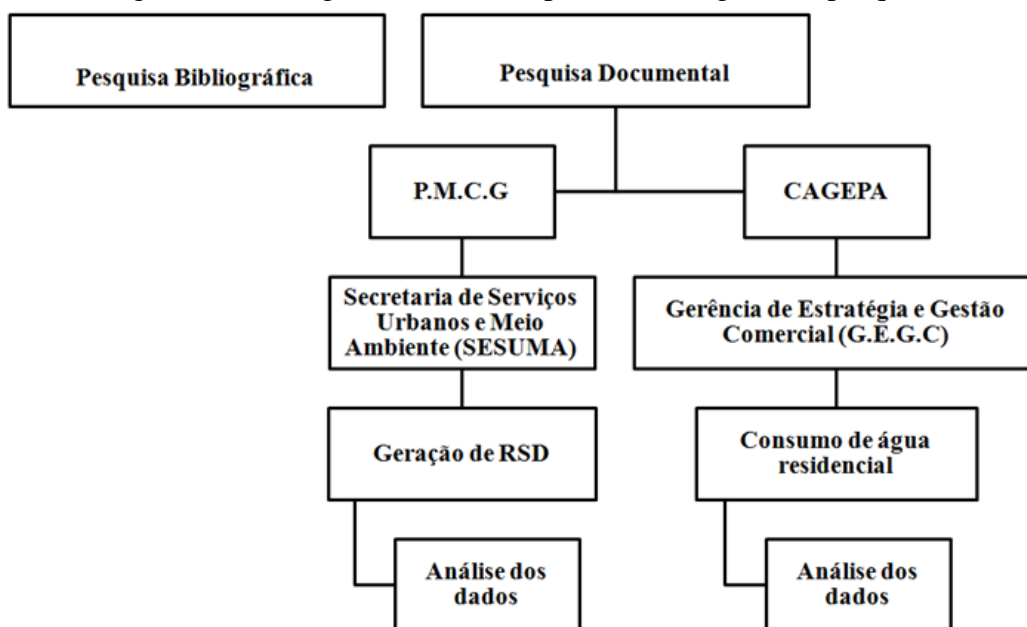 Pesquisa Bibliográfica
Pesquisa Documental
P.M.C.G
CAGEPA
Secretaria de Serviços
Urbanos e Meio
Ambiente (SESUMA)
Gerência de Estratégia e Gestão
Comercial (G.E.G.C)
Geração de RSD
Consumo de água
residencial
Análise dos
dados
Análise dos
dados